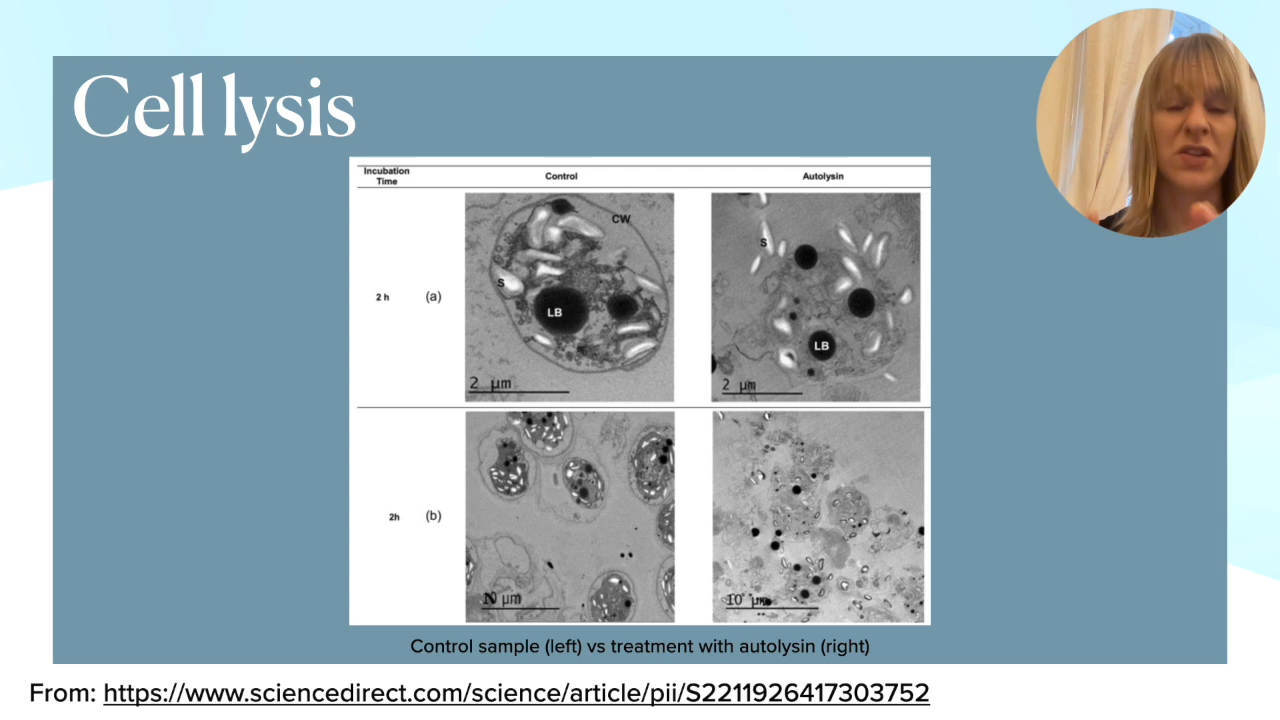 Cell lysis
Incubation
Time
Control
Autolysin
CW
S
LB
2 µm
S
LB
2 µm
2 h
(a)
2h
(b)
10 µm
10 µm
Control sample (left) vs treatment with autolysin (right)
From: https://www.sciencedirect.com/science/article/pii/S2211926417303752